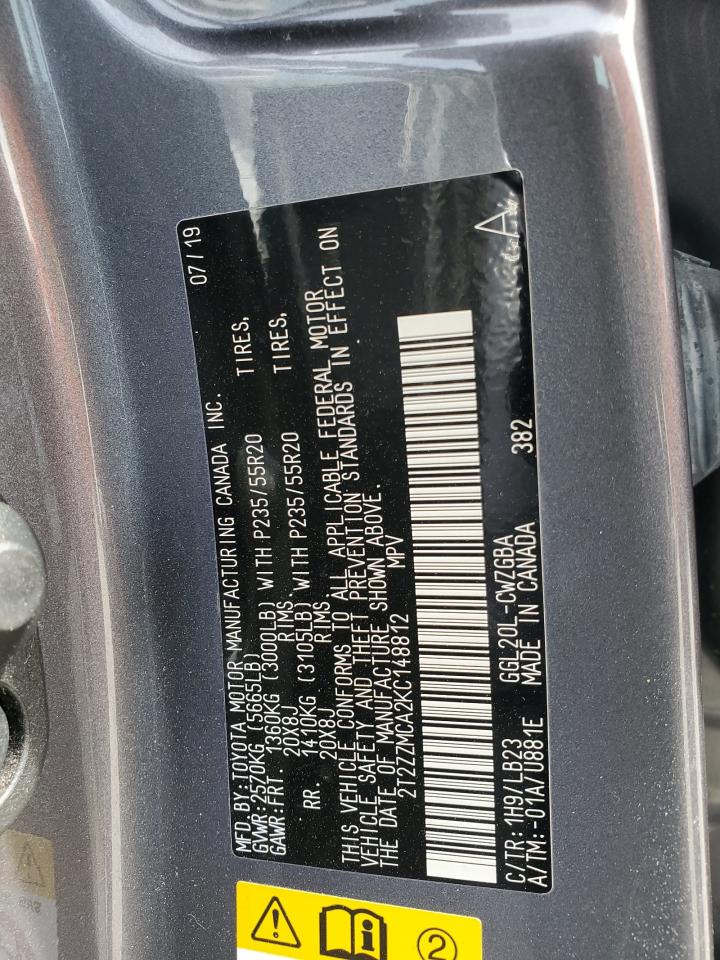 MFD.BY:TOYOTA MOTOR MANUFACTURING CANADA INC. 07/19
GVWR:2570KG (5665LB)
GAWR:FRT. 1360KG (3000LB) WITH P235/55R20 TIRES,
20X8J RIMS,
RR. 1410KG (3105LB) WITH P235/55R20 TIRES,
20X8J RIMS
THIS VEHICLE CONFORMS TO ALL APPLICABLE FEDERAL MOTOR
VEHICLE SAFETY AND THEFT PREVENTION STANDARDS IN EFFECT ON
THE DATE OF MANUFACTURE SHOWN ABOVE.
2T2ZZMCA2KC148812 MPV
C/TR:1H9/LB23 GGL20L-CWZGBA
A/TM:-01A/U881E MADE IN CANADA 382
A
2